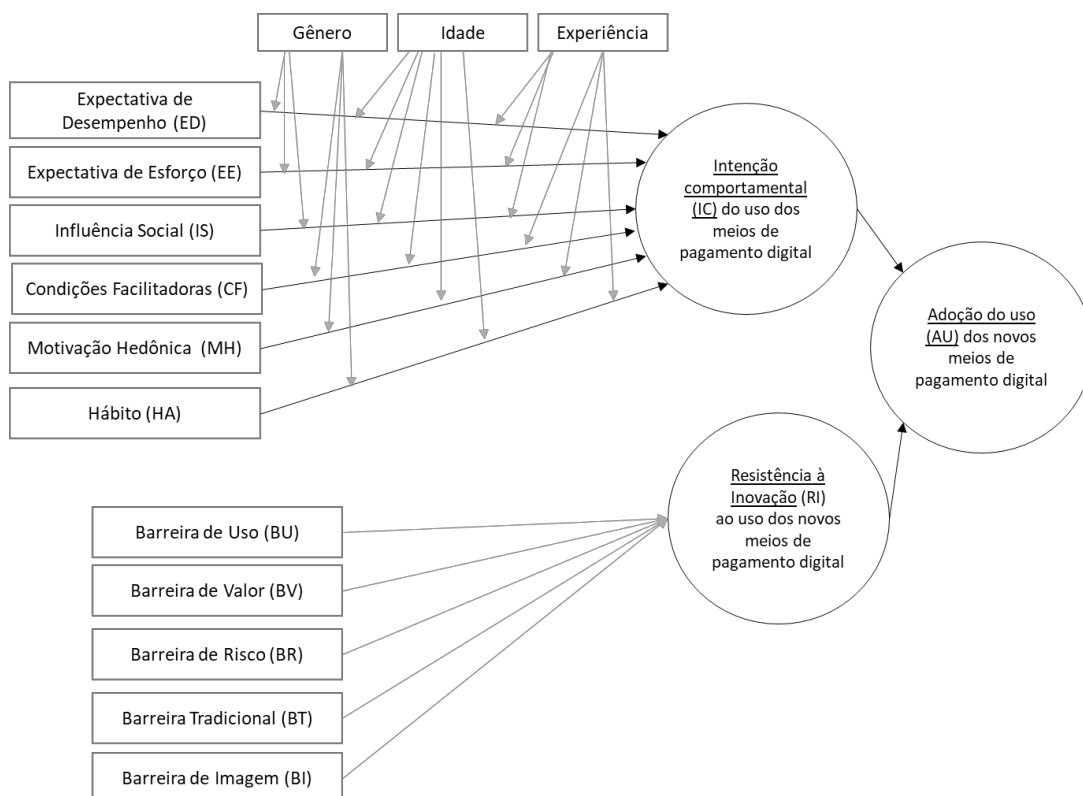 Gênero
Idade
Experiência
Expectativa de
Desempenho (ED)
Expectativa de Esforço (EE)
Influência Social (IS)
Condições Facilitadoras (CF)
Motivação Hedônica (MH)
Hábito (HA)
Intenção
comportamental
(IC) do uso dos
meios de
pagamento digital
Adoção do uso
(AU) dos novos
meios de
pagamento digital
Resistência à
Inovação (RI)
ao uso dos novos
meios de
pagamento digital
Barreira de Uso (BU)
Barreira de Valor (BV)
Barreira de Risco (BR)
Barreira Tradicional (BT)
Barreira de Imagem (BI)